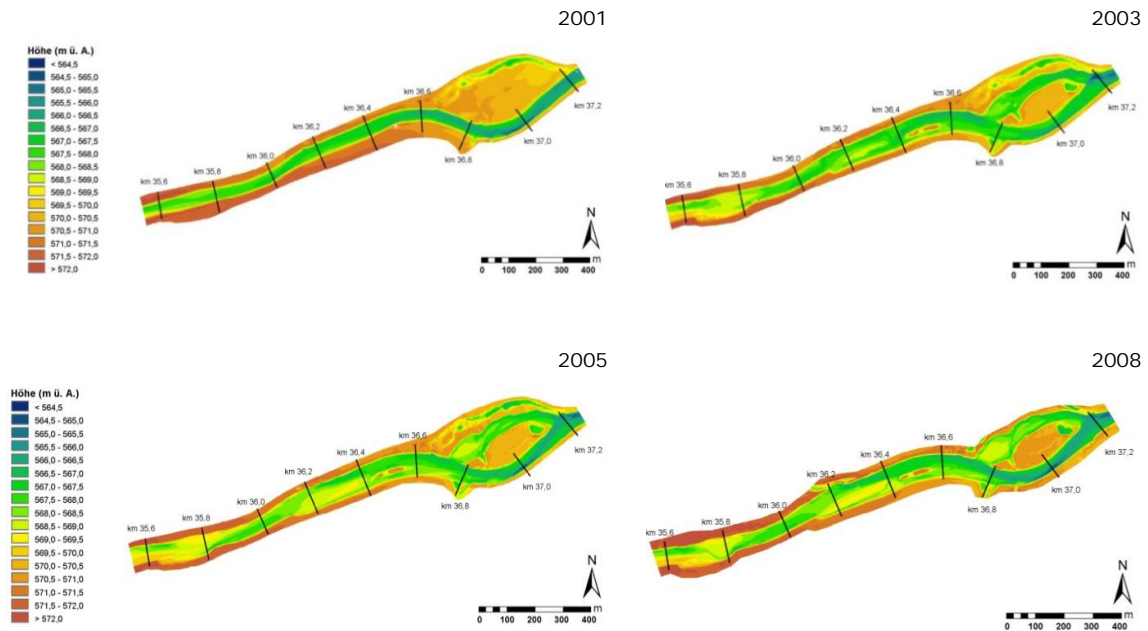 2001
Höhe (m ü. A.)
< 564,5
564,5 - 565,0
565,0 - 565,5
565,5 - 566,0
566,0 - 566,5
566,5 - 567,0
567,0 - 567,5
567,5 - 568,0
568,0 - 568,5
568,5 - 569,0
569,0 - 569,5
569,5 - 570,0
570,0 - 570,5
570,5 - 571,0
571,0 - 571,5
571,5 - 572,0
> 572,0
km 35,6
km 35,8
km 36,0
km 36,2
km 36,4
km 36,6
km 36,8
km 37,0
km 37,2
N
0 100 200 300 400 m
2003
km 35,6
km 35,8
km 36,0
km 36,2
km 36,4
km 36,6
km 36,8
km 37,0
km 37,2
N
0 100 200 300 400 m
2005
Höhe (m ü. A.)
< 564,5
564,5 - 565,0
565,0 - 565,5
565,5 - 566,0
566,0 - 566,5
566,5 - 567,0
567,0 - 567,5
567,5 - 568,0
568,0 - 568,5
568,5 - 569,0
569,0 - 569,5
569,5 - 570,0
570,0 - 570,5
570,5 - 571,0
571,0 - 571,5
571,5 - 572,0
> 572,0
km 35,6
km 35,8
km 36,0
km 36,2
km 36,4
km 36,6
km 36,8
km 37,0
km 37,2
N
0 100 200 300 400 m
2008
km 35,6
km 35,8
km 36,0
km 36,2
km 36,4
km 36,6
km 36,8
km 37,0
km 37,2
N
0 100 200 300 400 m